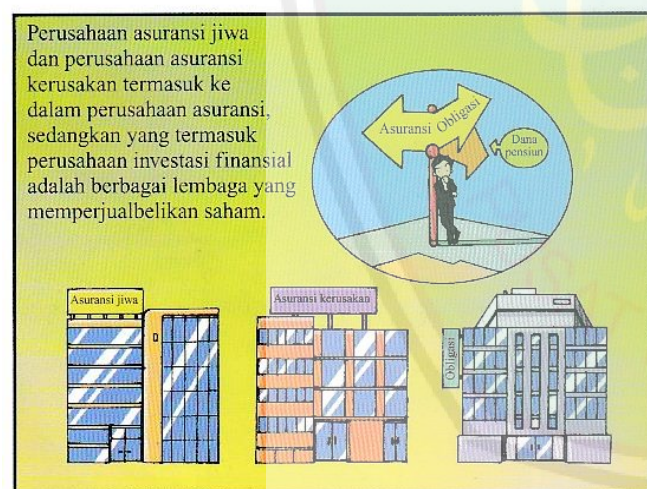 Perusahaan asuransi jiwa
dan perusahaan asuransi
kerusakan termasuk ke
dalam perusahaan asuransi,
sedangkan yang termasuk
perusahaan investasi finansial
adalah berbagai lembaga yang
memperjualbelikan saham.
Asuransi
Obligasi
Dana
pensiun
Asuransi jiwa
Asuransi kerusakan
Obligasi